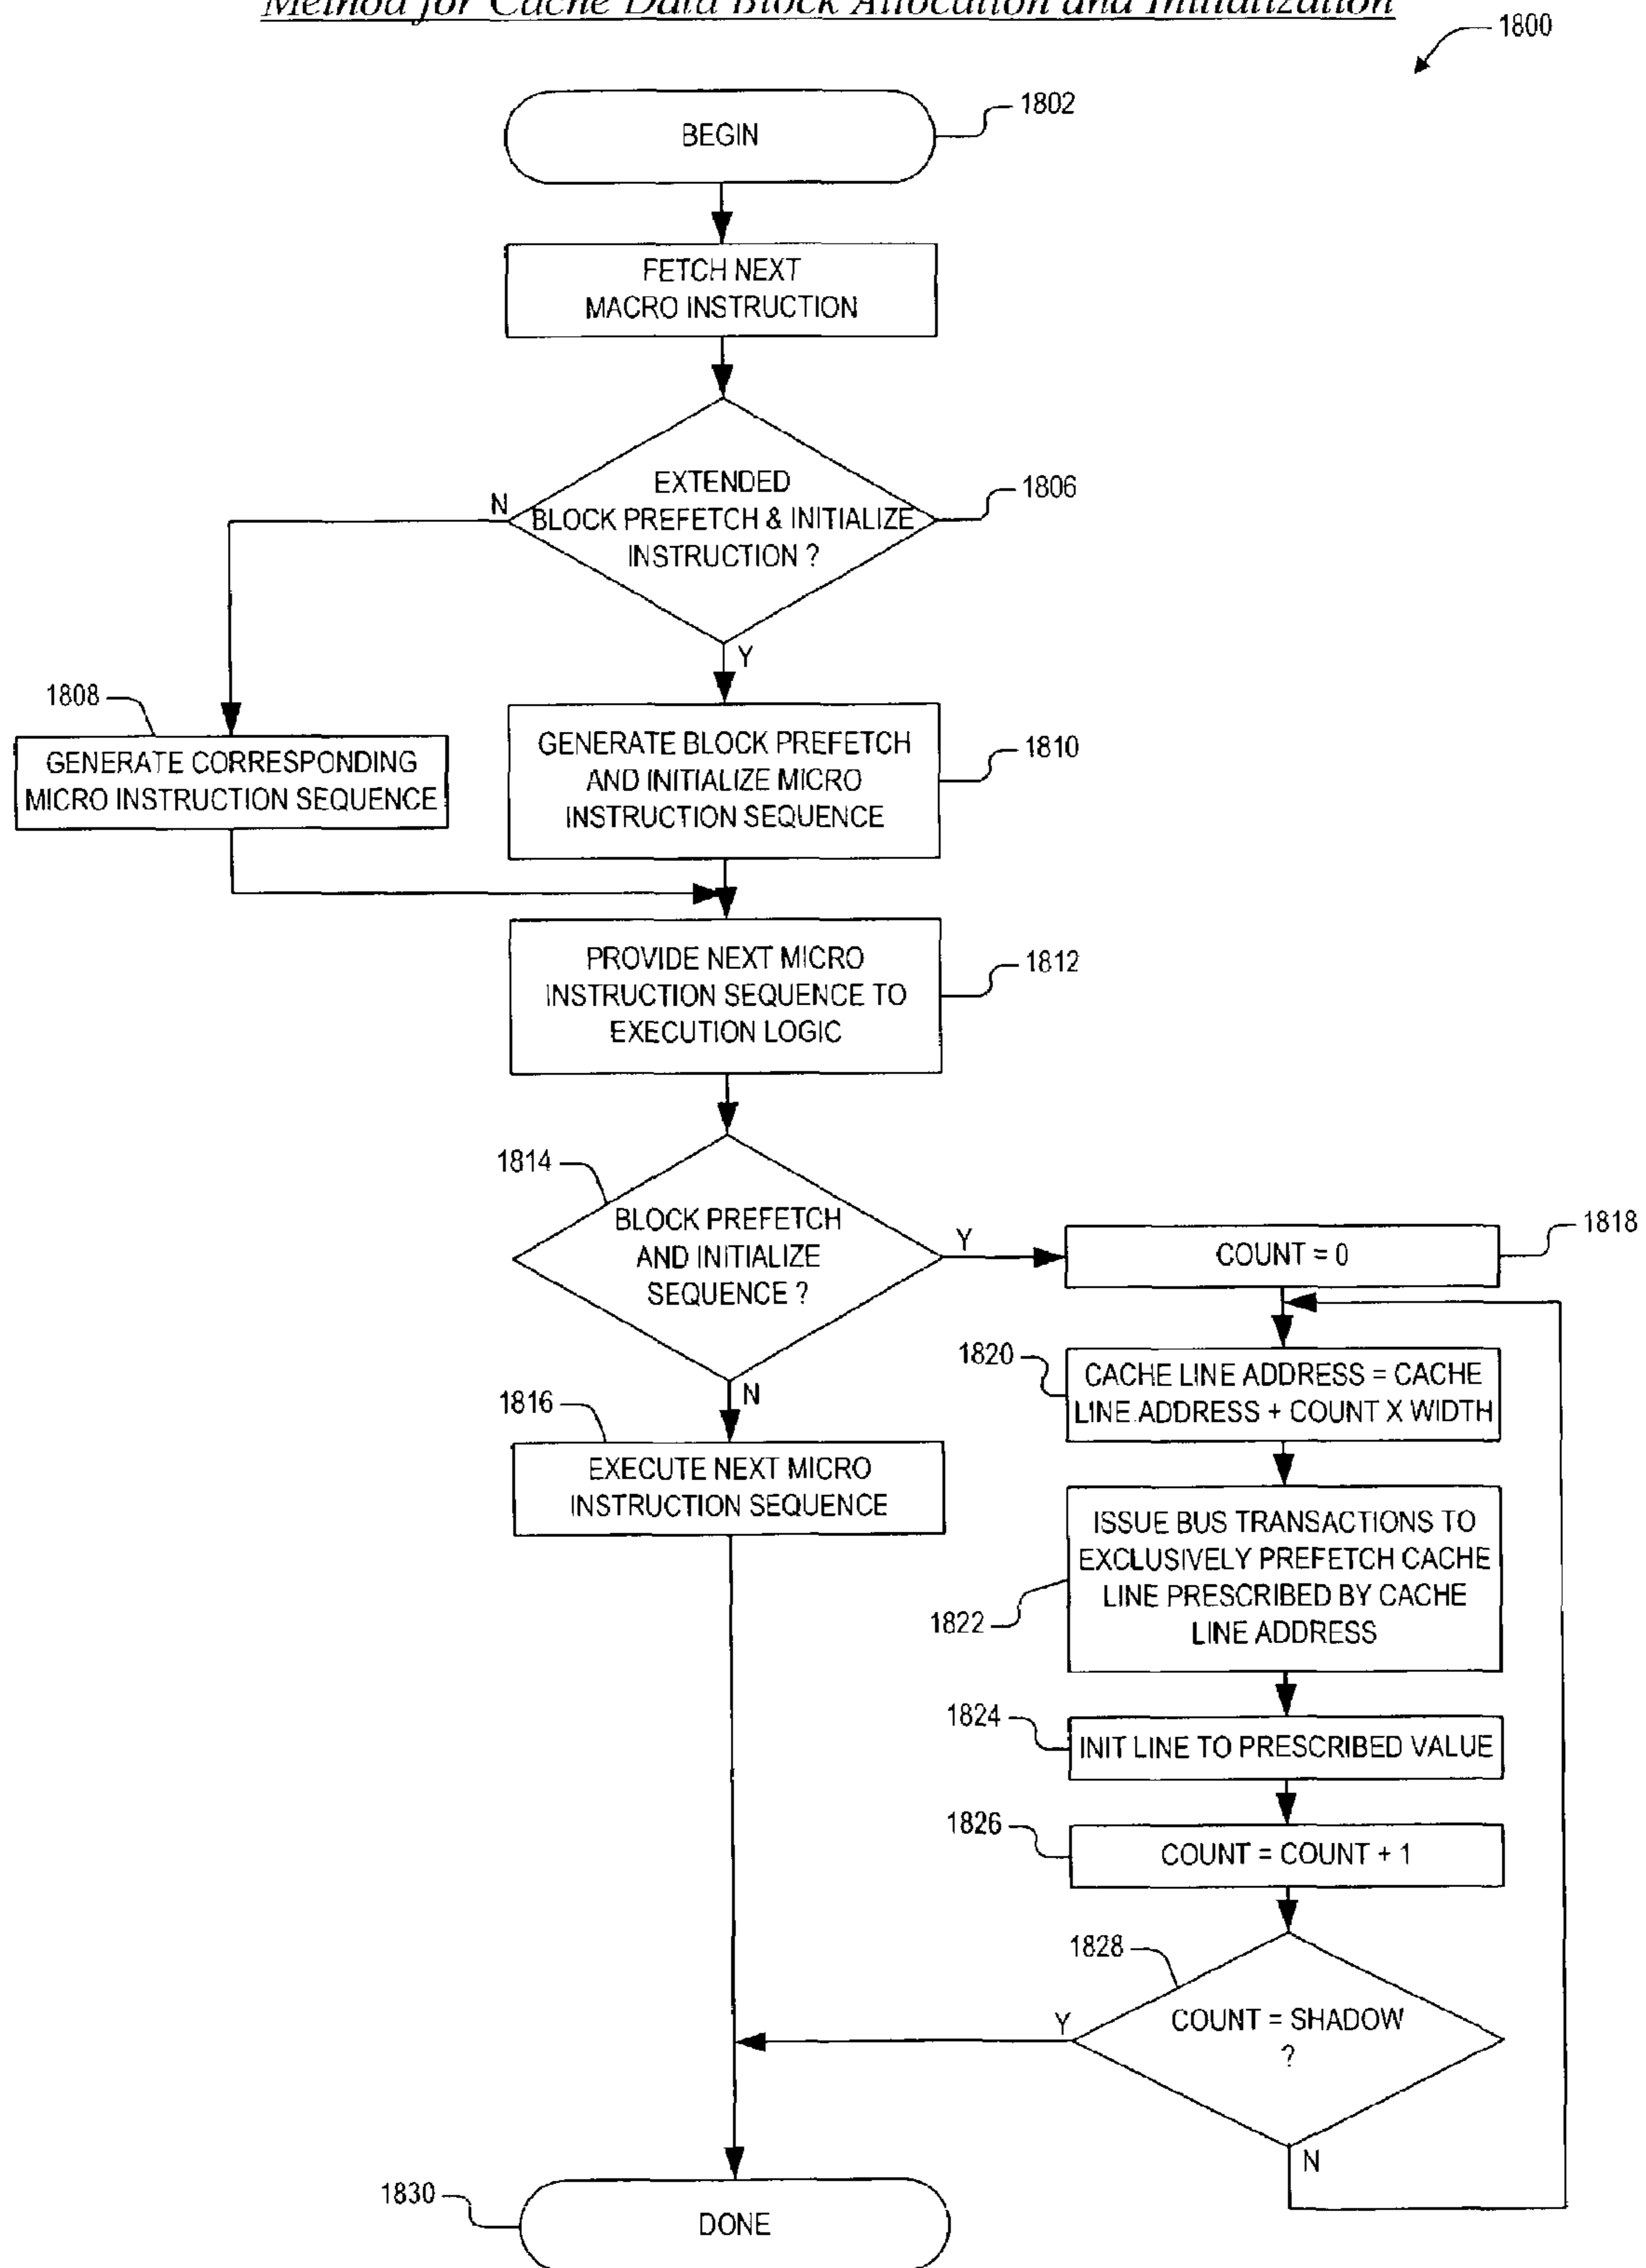 Method for Cache Data Block Allocation and Initialization
1800
BEGIN
1802
FETCH NEXT
MACRO INSTRUCTION
EXTENDED
BLOCK PREFETCH & INITIALIZE
INSTRUCTION ?
1806
N
Y
1808
GENERATE CORRESPONDING
MICRO INSTRUCTION SEQUENCE
GENERATE BLOCK PREFETCH
AND INITIALIZE MICRO
INSTRUCTION SEQUENCE
1810
PROVIDE NEXT MICRO
INSTRUCTION SEQUENCE TO
EXECUTION LOGIC
1812
1814
BLOCK PREFETCH
AND INITIALIZE
SEQUENCE ?
Y
N
COUNT = 0
1818
1820
CACHE LINE ADDRESS = CACHE
LINE ADDRESS + COUNT X WIDTH
1816
EXECUTE NEXT MICRO
INSTRUCTION SEQUENCE
ISSUE BUS TRANSACTIONS TO
EXCLUSIVELY PREFETCH CACHE
LINE PRESCRIBED BY CACHE
LINE ADDRESS
1822
1824
INIT LINE TO PRESCRIBED VALUE
1826
COUNT = COUNT + 1
1828
COUNT = SHADOW
?
Y
N
1830
DONE